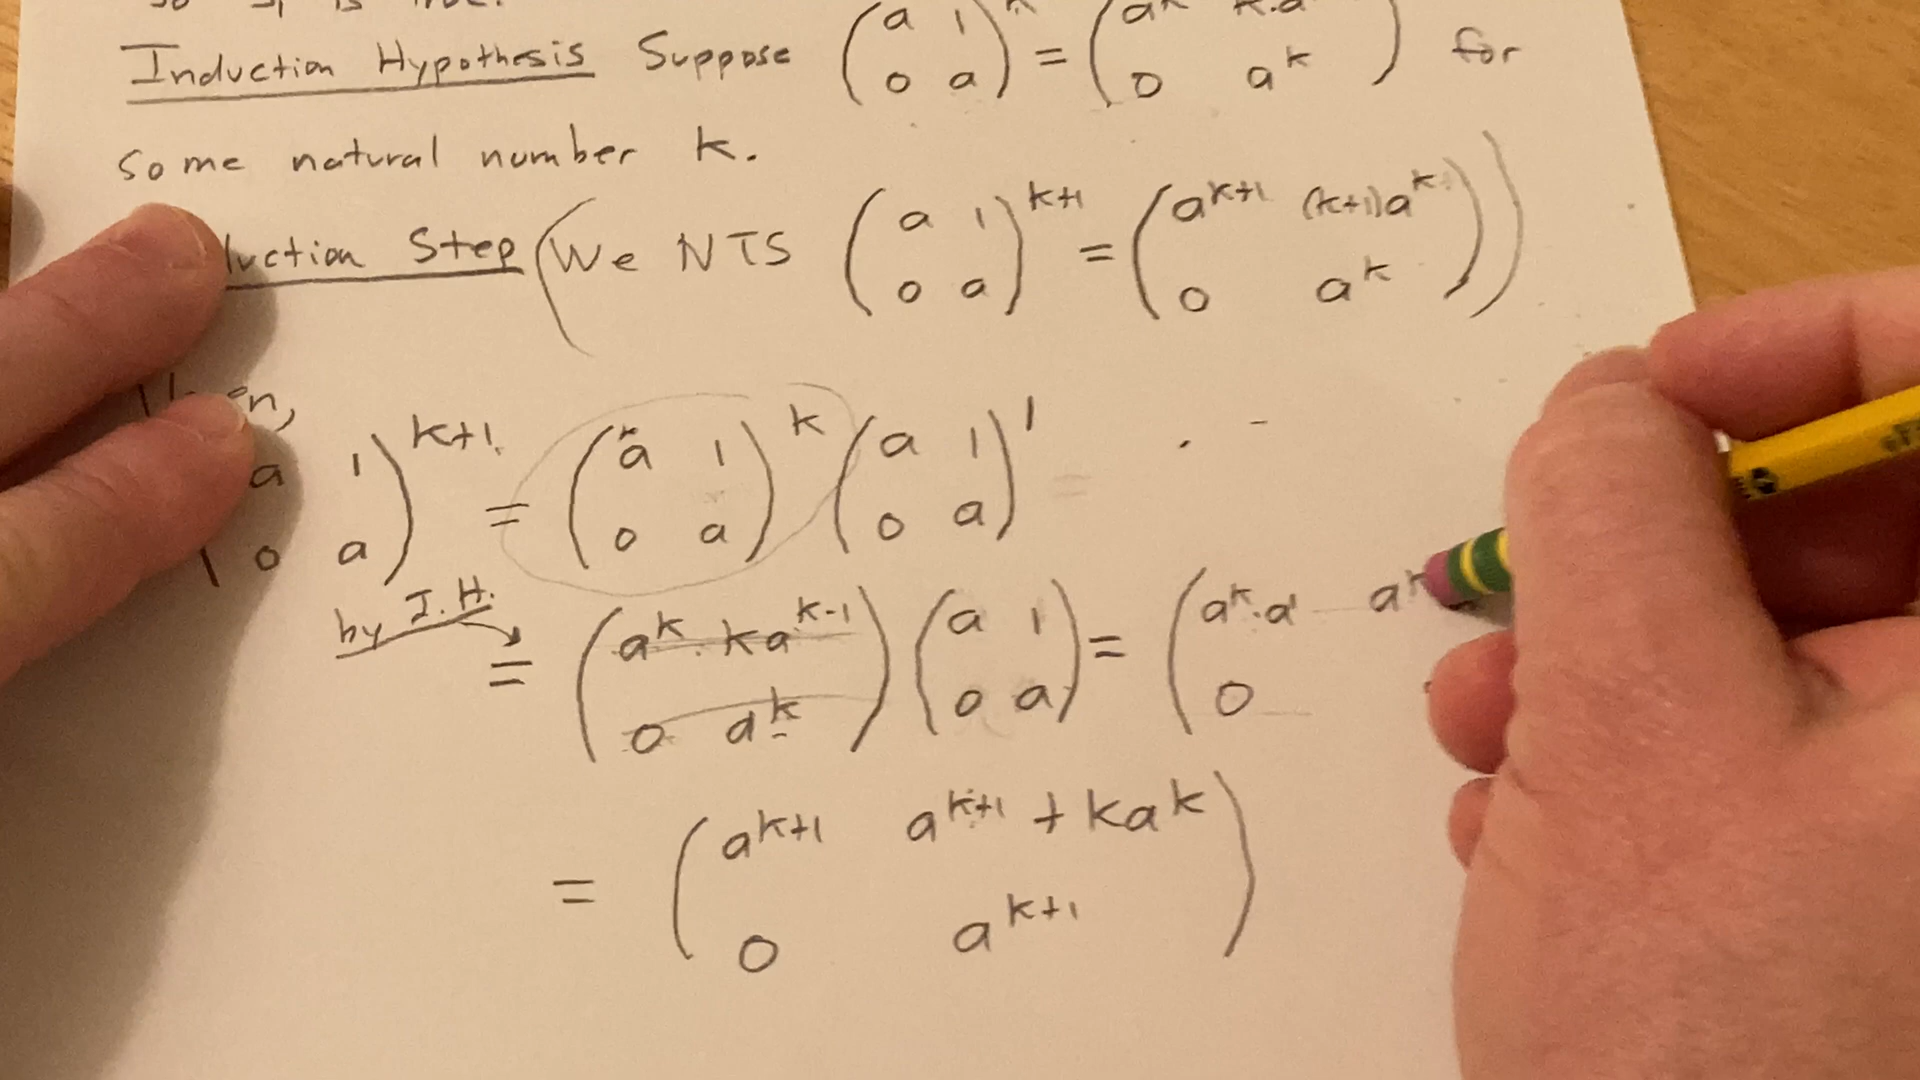 Induction Hypothesis Suppose (a 1 0 a) = (a^k 0 a^k) for
some natural number k.
Step (We NTS (a 1 0 a)^k+1 = (a^k+1 (k+1)a^k 0 a^k))
(a 1 0 a)^k+1 = (a 1 0 a)^k (a 1 0 a)^1 =
by I.H. = (a^k ka^k-1 0 a^k) (a 1 0 a) = (a^k·a^1 0
= (a^k+1 a^k+1 + ka^k 0 a^k+1)